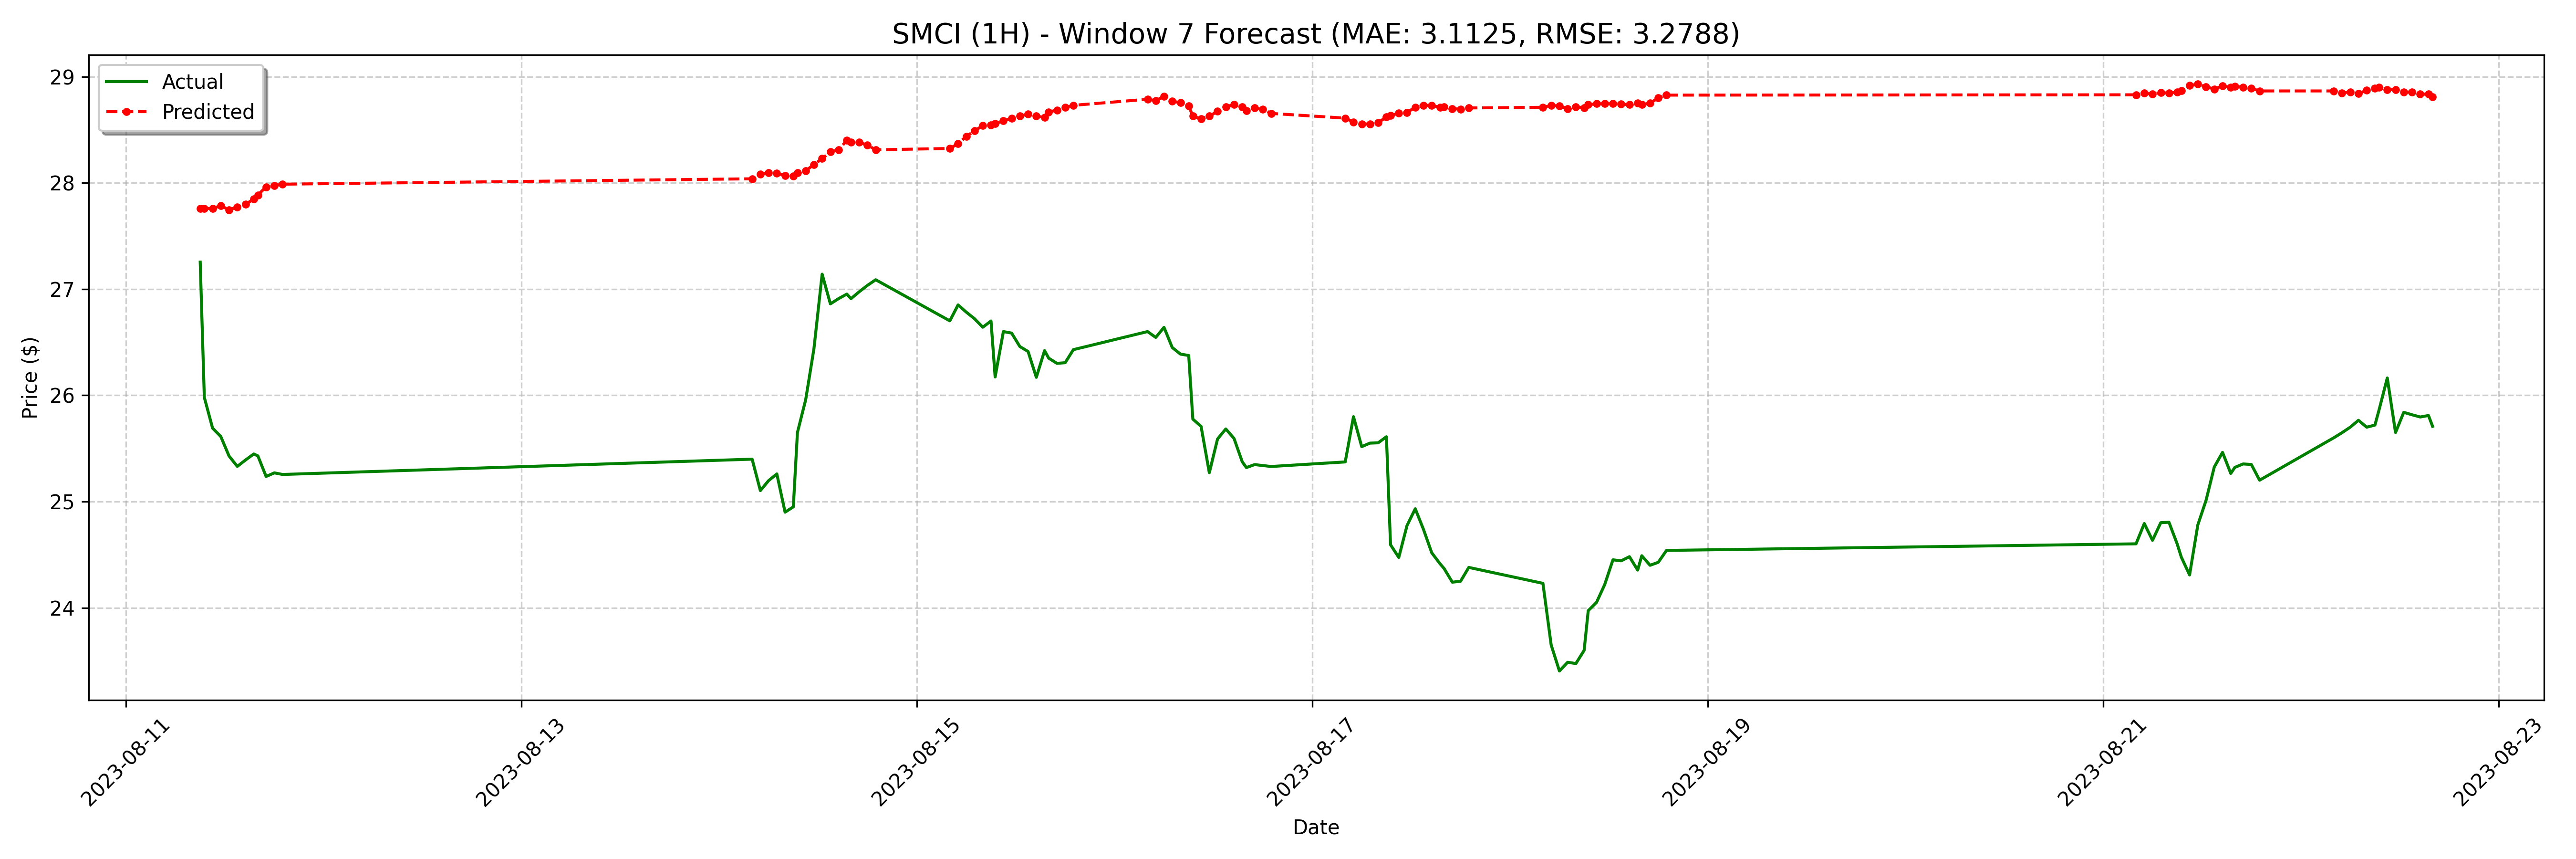 SMCI (1H) - Window 7 Forecast (MAE: 3.1125, RMSE: 3.2788)
Actual
Predicted
Price ($)
29
28
27
26
25
24
2023-08-11
2023-08-13
2023-08-15
2023-08-17
2023-08-19
2023-08-21
2023-08-23
Date